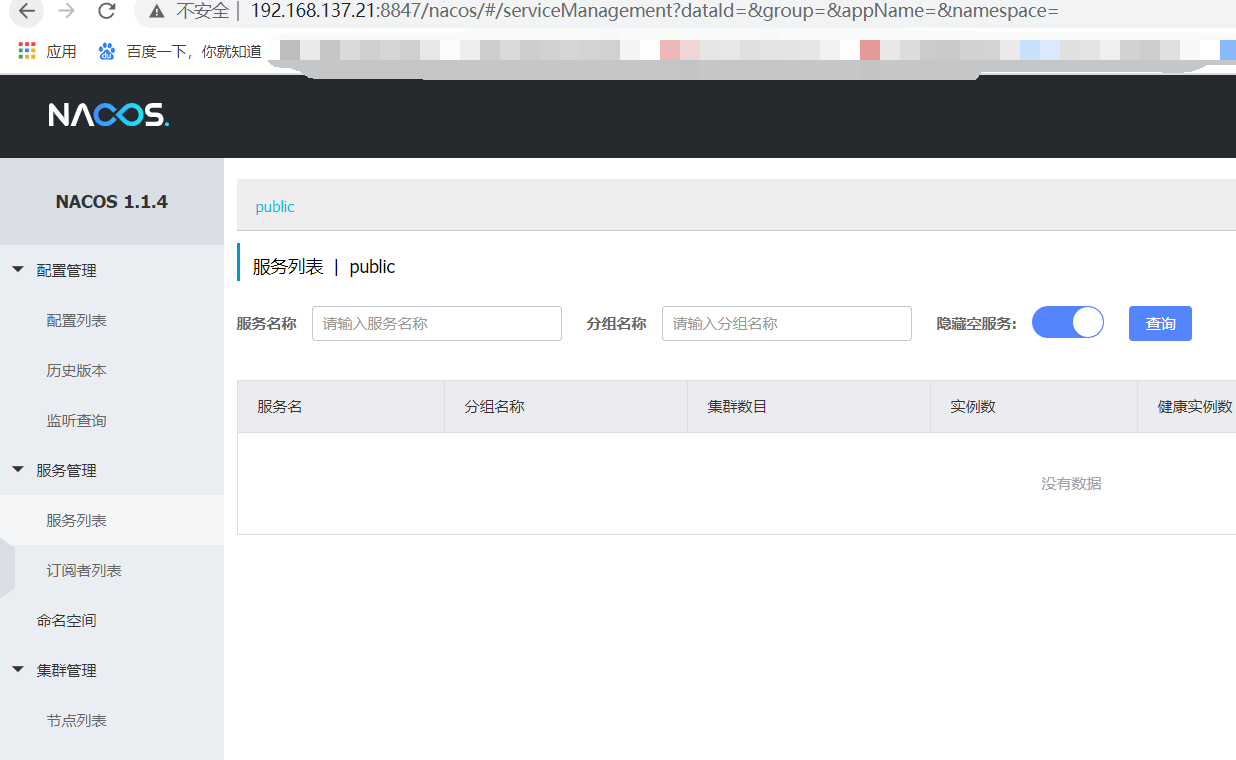 不安全 | 192.168.137.21:8847/nacos/#/serviceManagement?dataId=&group=&appName=&namespace=
应用 百度一下，你就知道
NACOS.
NACOS 1.1.4
public
配置管理
服务列表 | public
配置列表
服务名称 请输入服务名称 分组名称 请输入分组名称 隐藏空服务: 查询
历史版本
服务名 分组名称 集群数目 实例数 健康实例数
监听查询
服务管理
没有数据
服务列表
订阅者列表
命名空间
集群管理
节点列表